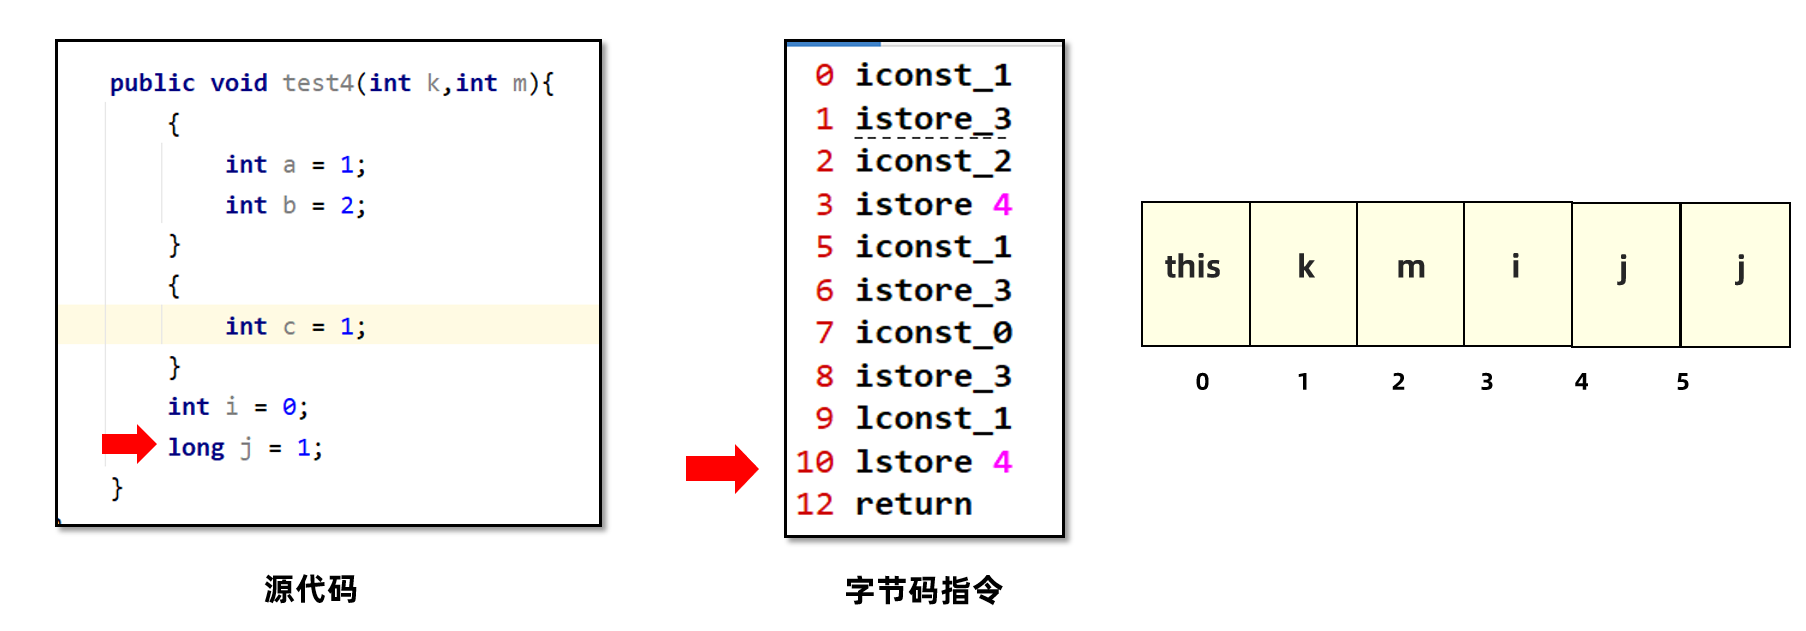 public void test4(int k,int m){
{
int a = 1;
int b = 2;
}
{
int c = 1;
}
int i = 0;
long j = 1;
}
源代码
0 iconst_1
1 istore_3
2 iconst_2
3 istore 4
5 iconst_1
6 istore_3
7 iconst_0
8 istore_3
9 lconst_1
10 lstore 4
12 return
字节码指令
this k m i j j
0 1 2 3 4 5